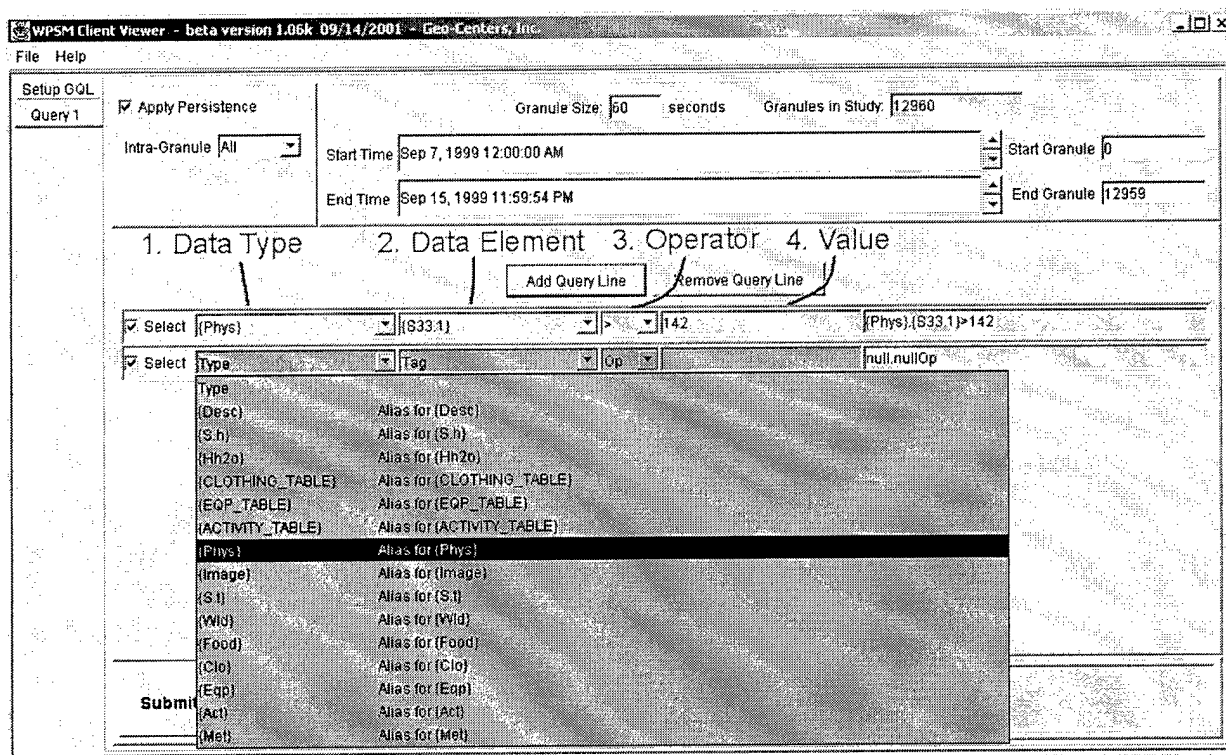 WPSM Client Viewer - beta version 1.06k 09/14/2001 - Geo-Centers, Inc.
File Help
Setup GQL
Query 1
Apply Persistence
Intra-Granule All
Granule Size: 60 seconds Granules in Study: 12960
Start Time Sep 7, 1999 12:00:00 AM Start Granule 0
End Time Sep 15, 1999 11:59:54 PM End Granule 12959
1. Data Type 2. Data Element 3. Operator 4. Value
Add Query Line Remove Query Line
Select {Phys} {S33.1} > 142 {Phys}.{S33.1}>142
Select Type Tag Op null.nullOp
Type
{Desc} Alias for {Desc}
{S.h} Alias for {S.h}
{Hh2o} Alias for {Hh2o}
{CLOTHING_TABLE} Alias for {CLOTHING_TABLE}
{EQP_TABLE} Alias for {EQP_TABLE}
{ACTIVITY_TABLE} Alias for {ACTIVITY_TABLE}
{Phys} Alias for {Phys}
{Image} Alias for {Image}
{S.t} Alias for {S.t}
{Wld} Alias for {Wld}
{Food} Alias for {Food}
{Clo} Alias for {Clo}
{Eqp} Alias for {Eqp}
{Act} Alias for {Act}
{Met} Alias for {Met}
Submit